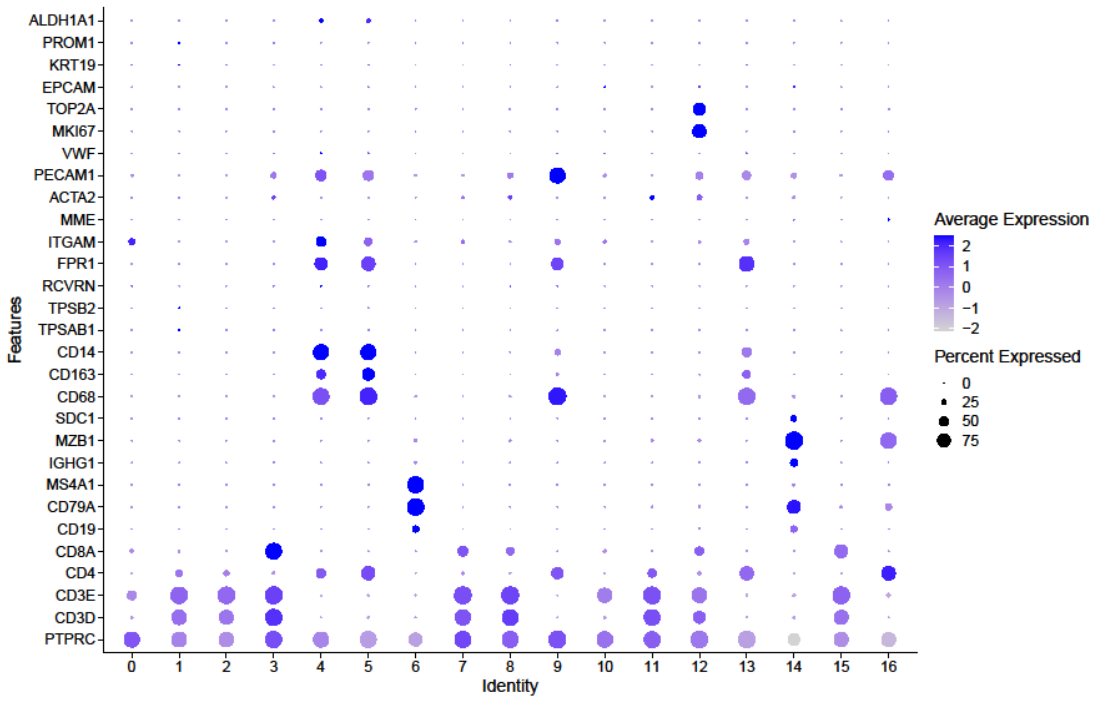 ALDH1A1
PROM1
KRT19
EPCAM
TOP2A
MKI67
VWF
PECAM1
ACTA2
MME
ITGAM
FPR1
RCVRN
TPSB2
TPSAB1
CD14
CD163
CD68
SDC1
MZB1
IGHG1
MS4A1
CD79A
CD19
CD8A
CD4
CD3E
CD3D
PTPRC
Features
0 1 2 3 4 5 6 7 8 9 10 11 12 13 14 15 16
Identity
Average Expression
2
1
0
−1
−2
Percent Expressed
0
25
50
75